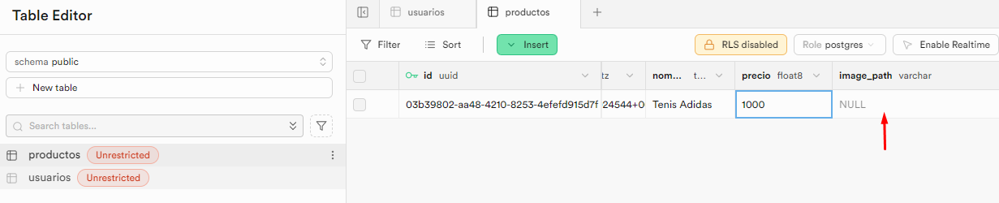 Table Editor
schema public
New table
Search tables...
productos Unrestricted
usuarios Unrestricted
usuarios productos
Filter Sort Insert RLS disabled Role postgres Enable Realtime
id uuid tz nom... t... precio float8 image_path varchar
03b39802-aa48-4210-8253-4efefd915d7f 24544+0 Tenis Adidas 1000 NULL